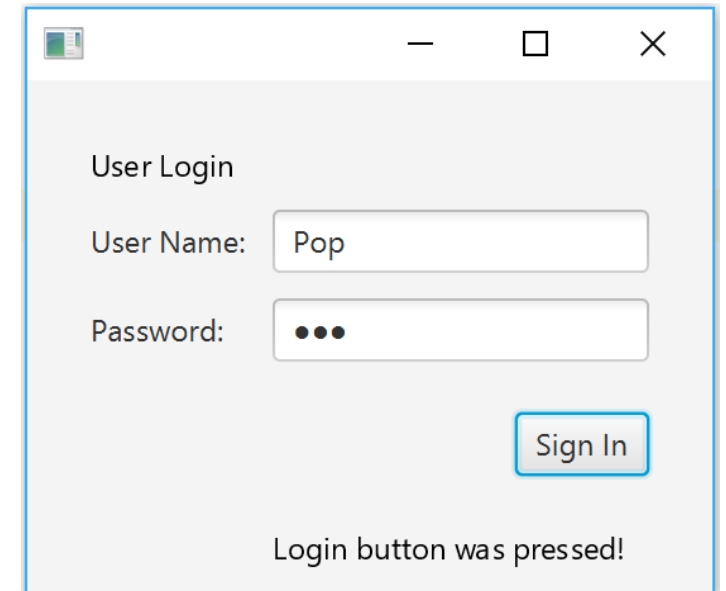 User Login
User Name: Pop
Password: ●●●
Sign In
Login button was pressed!